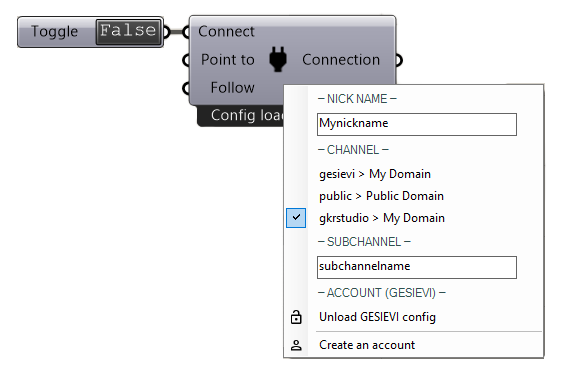 Toggle False Connect
Point to Connection
Follow
Config loa
– NICK NAME –
Mynickname
– CHANNEL –
gesievi > My Domain
public > Public Domain
gkrstudio > My Domain
– SUBCHANNEL –
subchannelname
– ACCOUNT (GESIEVI) –
Unload GESIEVI config
Create an account